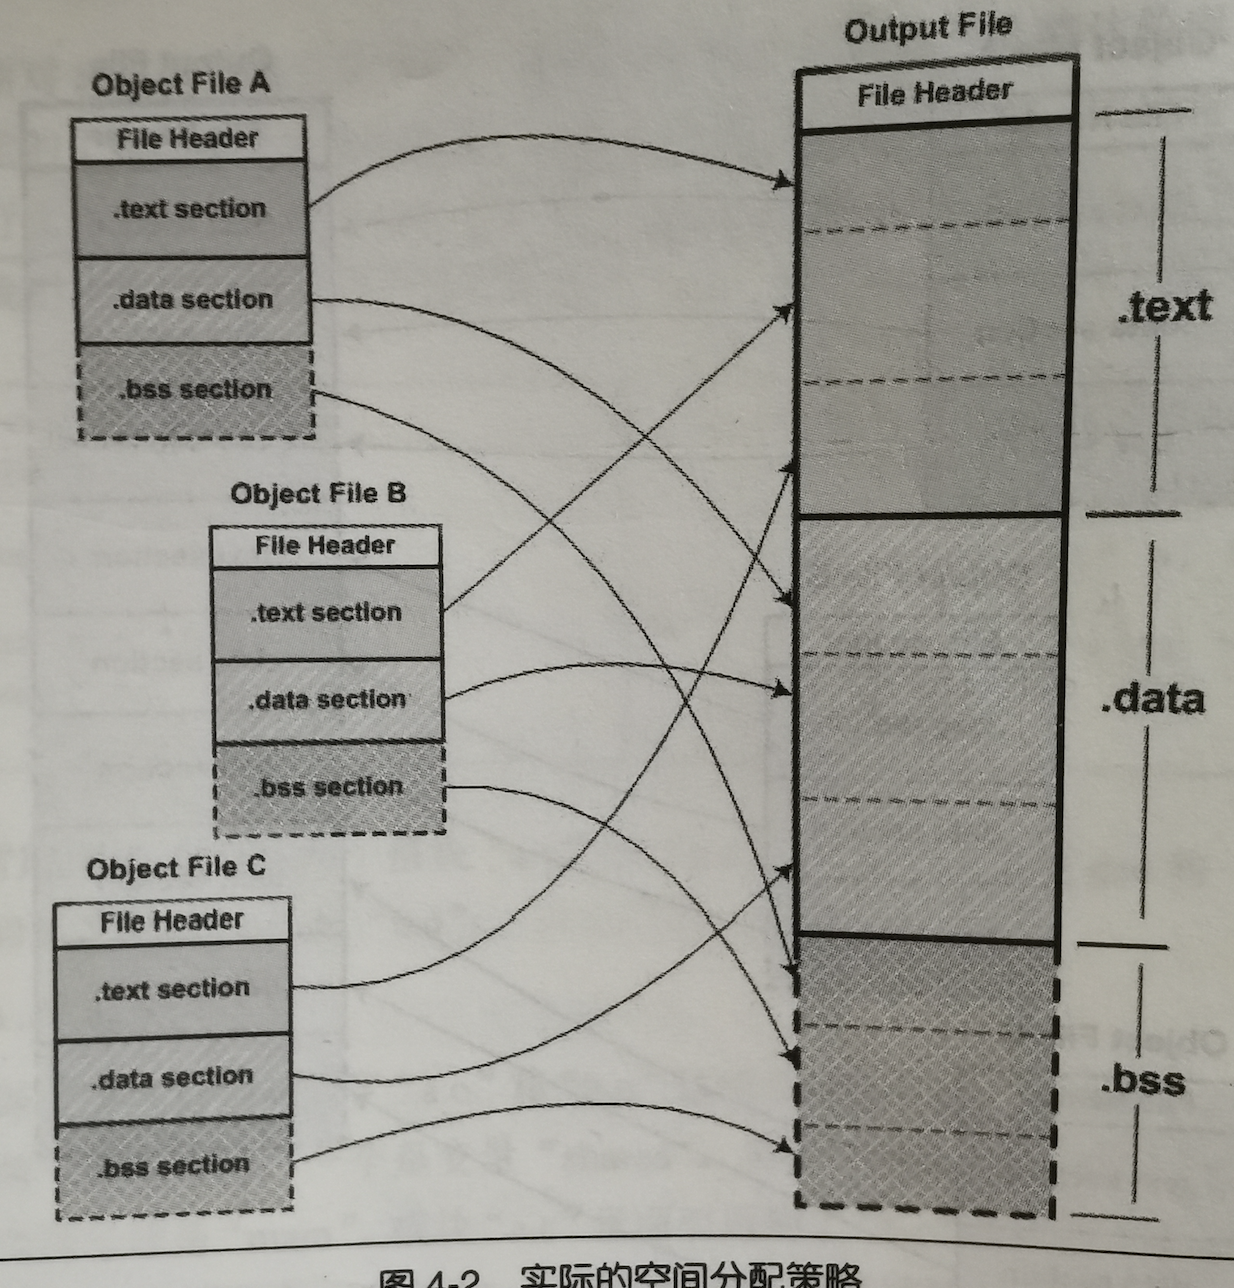 Output File
File Header
Object File A
File Header
.text section
.data section
.bss section
.text
Object File B
File Header
.text section
.data section
.bss section
.data
Object File C
File Header
.text section
.data section
.bss section
.bss
图 4-2 实际的空间分配策略